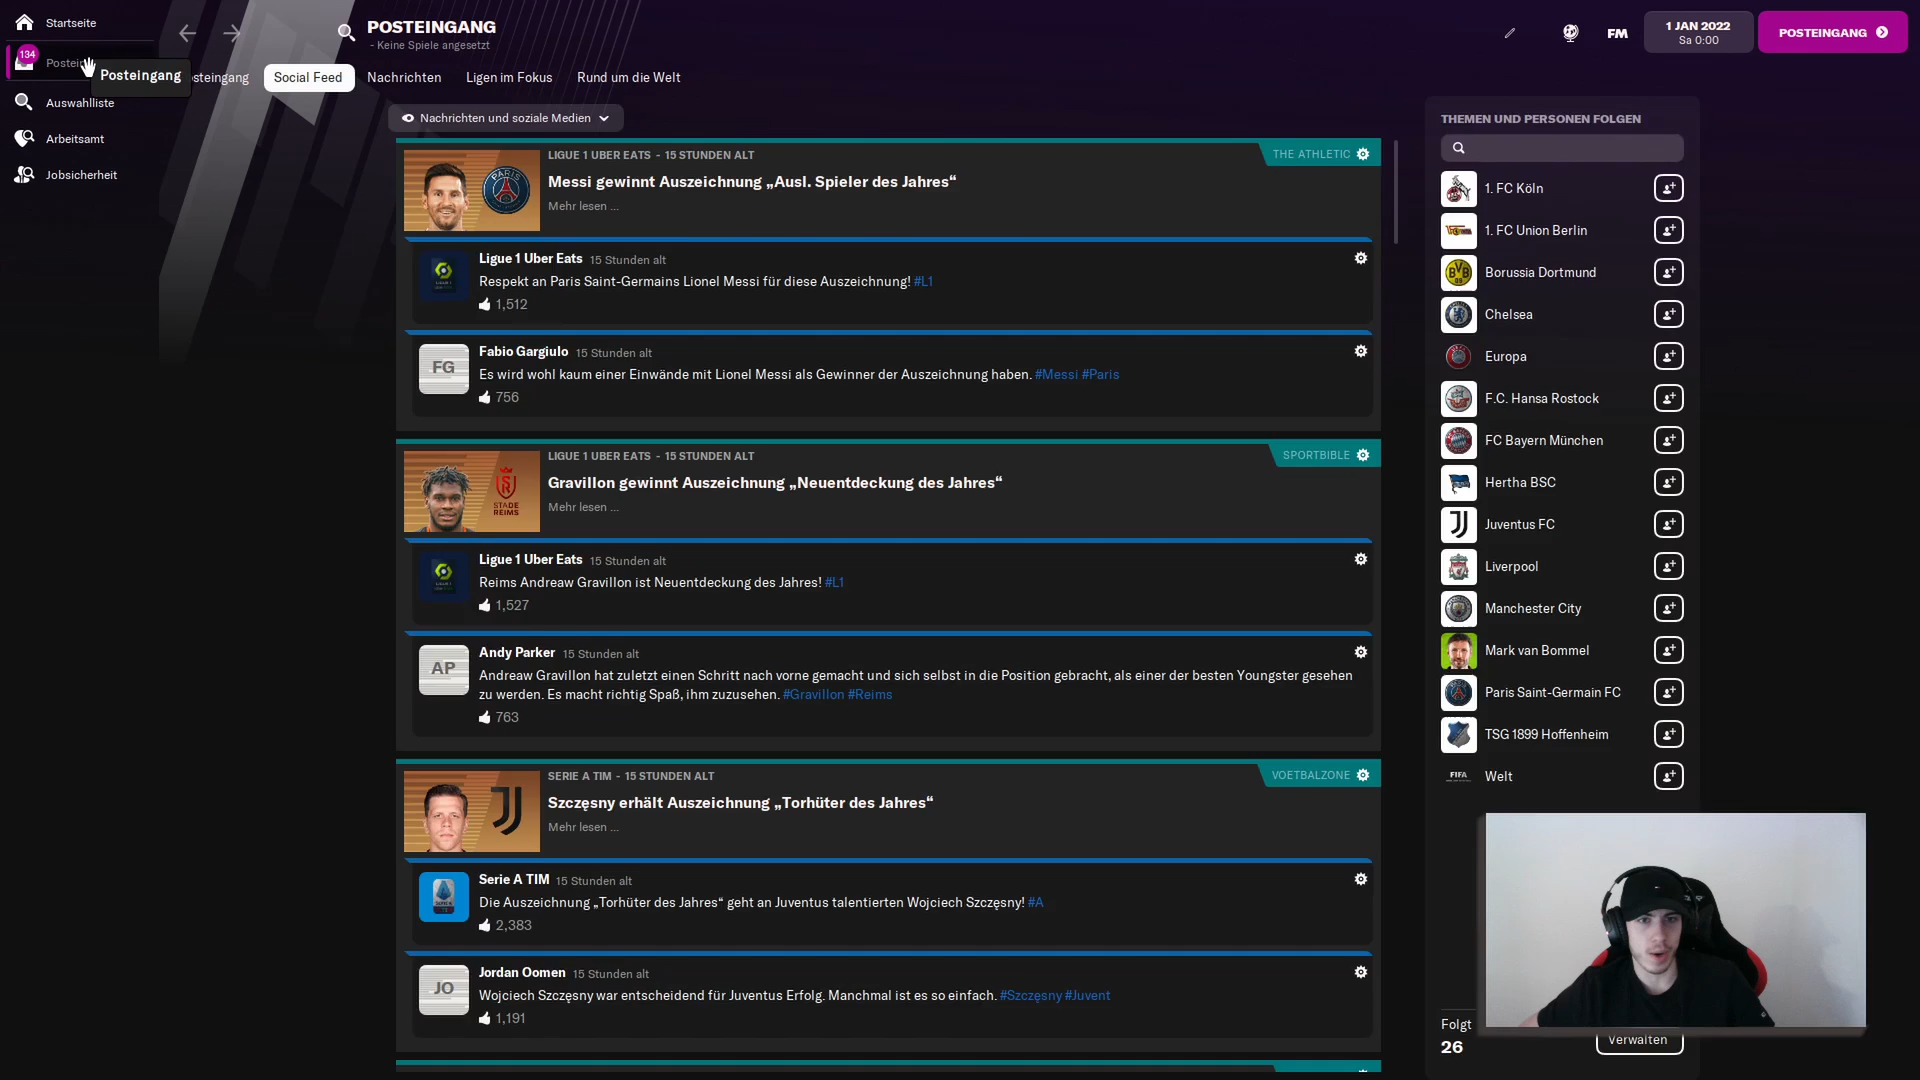 Startseite
134
Postein
Posteingang
Auswahlliste
Arbeitsamt
Jobsicherheit
POSTEINGANG
- Keine Spiele angesetzt
FM
1 JAN 2022
Sa 0:00
POSTEINGANG
osteingang
Social Feed
Nachrichten
Ligen im Fokus
Rund um die Welt
Nachrichten und soziale Medien
LIGUE 1 UBER EATS - 15 STUNDEN ALT
THE ATHLETIC
Messi gewinnt Auszeichnung „Ausl. Spieler des Jahres“
Mehr lesen ...
PARIS
Ligue 1 Uber Eats 15 Stunden alt
Respekt an Paris Saint-Germains Lionel Messi für diese Auszeichnung! #L1
1,512
FG
Fabio Gargiulo 15 Stunden alt
Es wird wohl kaum einer Einwände mit Lionel Messi als Gewinner der Auszeichnung haben. #Messi #Paris
756
LIGUE 1 UBER EATS - 15 STUNDEN ALT
SPORTBIBLE
Gravillon gewinnt Auszeichnung „Neuentdeckung des Jahres“
Mehr lesen ...
STADE
REIMS
Ligue 1 Uber Eats 15 Stunden alt
Reims Andreaw Gravillon ist Neuentdeckung des Jahres! #L1
1,527
AP
Andy Parker 15 Stunden alt
Andreaw Gravillon hat zuletzt einen Schritt nach vorne gemacht und sich selbst in die Position gebracht, als einer der besten Youngster gesehen
zu werden. Es macht richtig Spaß, ihm zuzusehen. #Gravillon #Reims
763
SERIE A TIM - 15 STUNDEN ALT
VOETBALZONE
Szczęsny erhält Auszeichnung „Torhüter des Jahres“
Mehr lesen ...
Serie A TIM 15 Stunden alt
Die Auszeichnung „Torhüter des Jahres“ geht an Juventus talentierten Wojciech Szczęsny! #A
2,383
JO
Jordan Oomen 15 Stunden alt
Wojciech Szczęsny war entscheidend für Juventus Erfolg. Manchmal ist es so einfach. #Szczęsny #Juvent
1,191
THEMEN UND PERSONEN FOLGEN
1. FC Köln
1. FC Union Berlin
BVB
09
Borussia Dortmund
Chelsea
Europa
F.C. Hansa Rostock
FC Bayern München
Hertha BSC
Juventus FC
Liverpool
Manchester City
Mark van Bommel
Paris Saint-Germain FC
TSG 1899 Hoffenheim
FIFA
Welt
Folgt
26
Verwalten